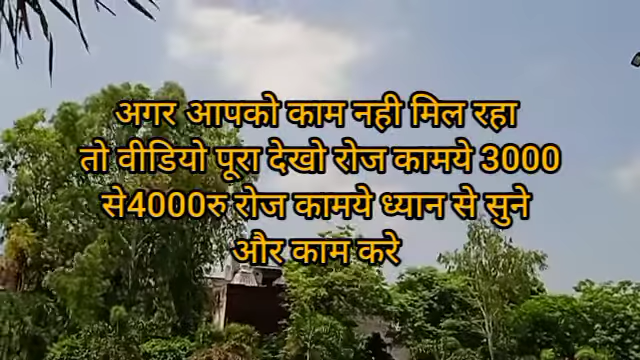 अगर आपको काम नही मिल रहा
तो वीडियो पूरा देखो रोज कामये 3000
से4000रु रोज कामये ध्यान से सुने
और काम करे